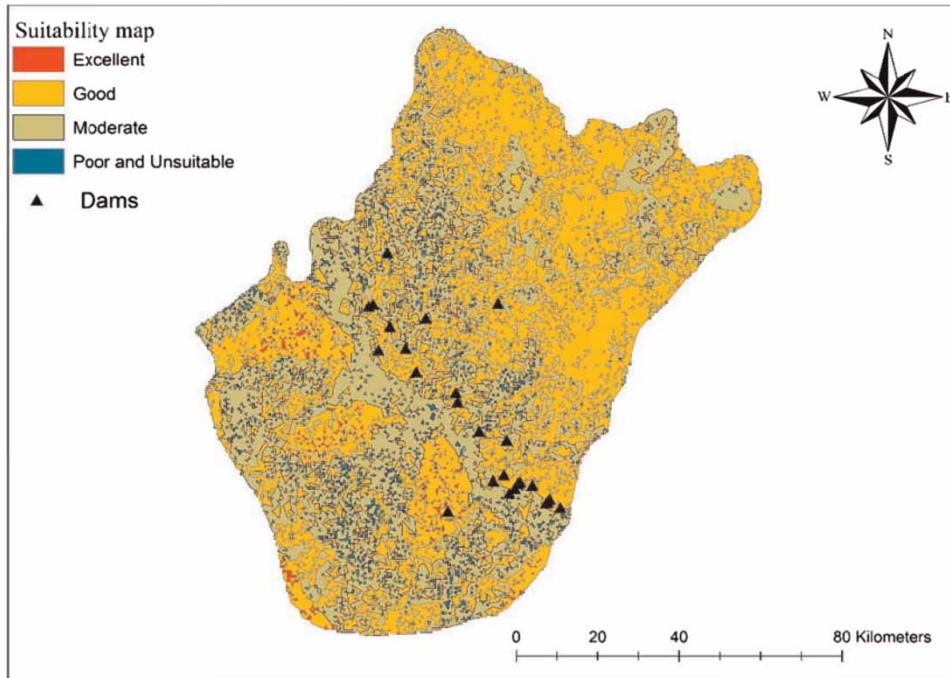 Suitability map
Excellent
Good
Moderate
Poor and Unsuitable
Dams
N
W E
S
0 20 40 80 Kilometers